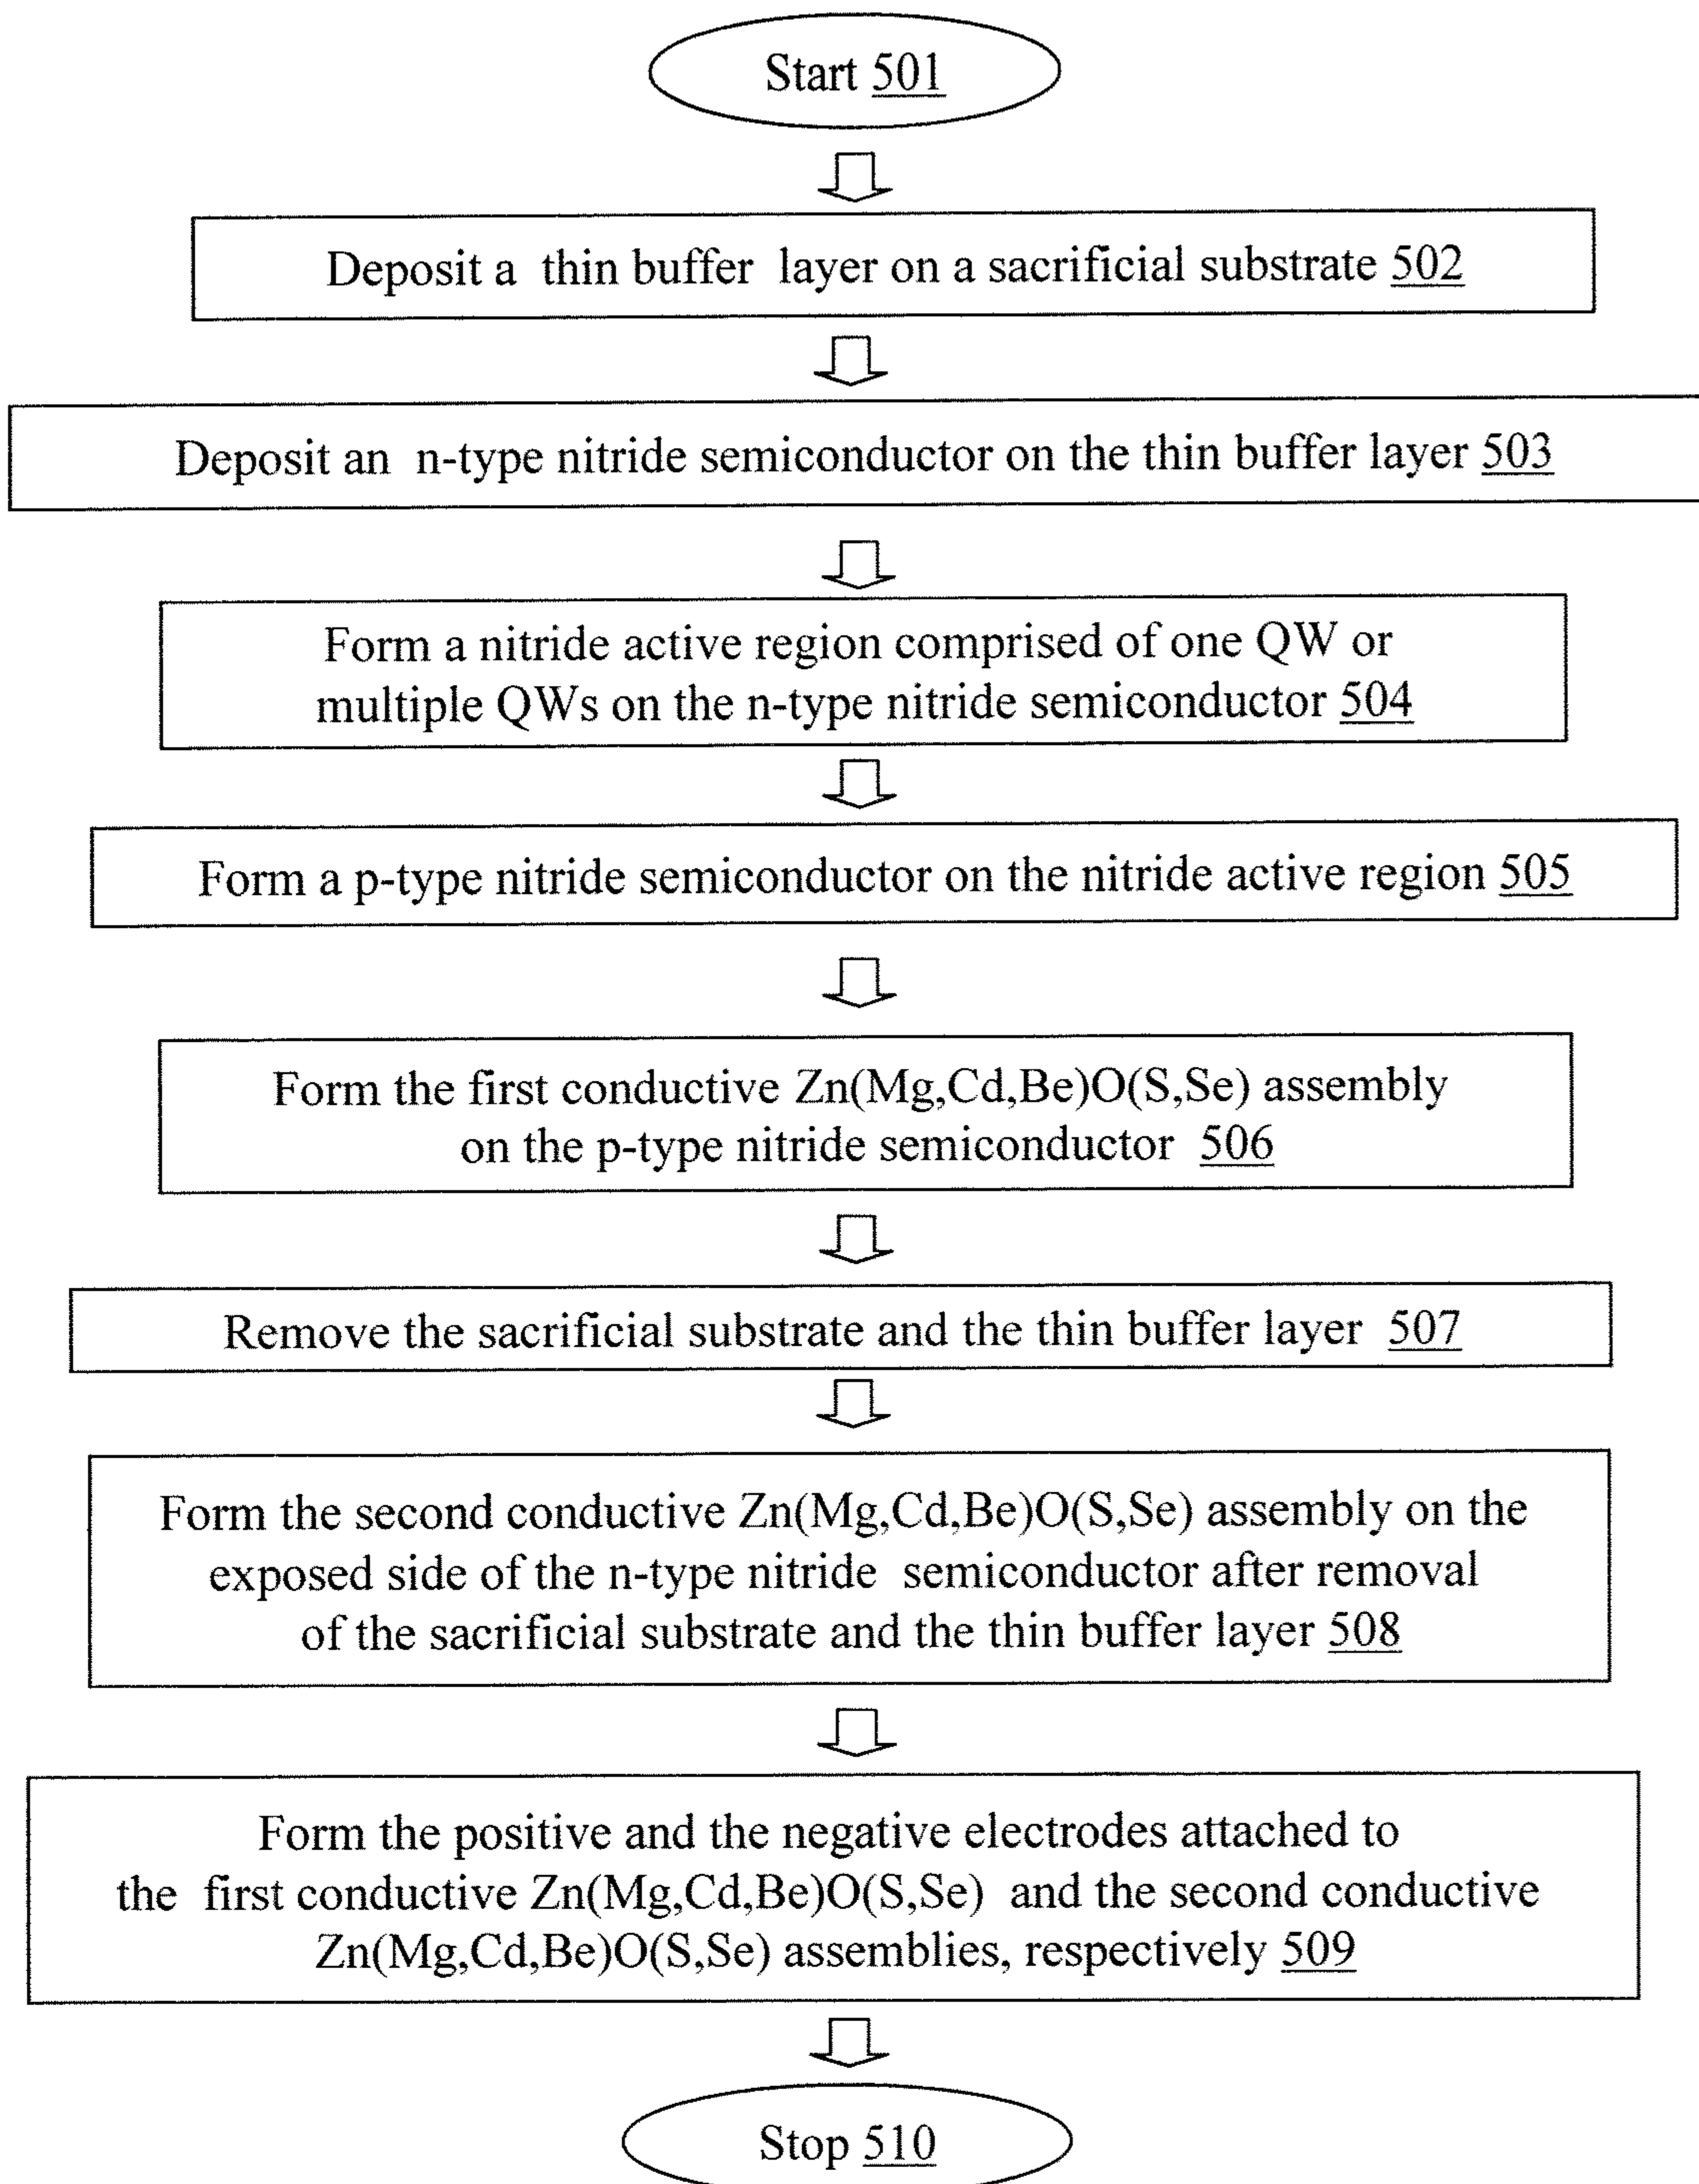 Start 501
Deposit a thin buffer layer on a sacrificial substrate 502
Deposit an n-type nitride semiconductor on the thin buffer layer 503
Form a nitride active region comprised of one QW or
multiple QWs on the n-type nitride semiconductor 504
Form a p-type nitride semiconductor on the nitride active region 505
Form the first conductive Zn(Mg,Cd,Be)O(S,Se) assembly
on the p-type nitride semiconductor 506
Remove the sacrificial substrate and the thin buffer layer 507
Form the second conductive Zn(Mg,Cd,Be)O(S,Se) assembly on the
exposed side of the n-type nitride semiconductor after removal
of the sacrificial substrate and the thin buffer layer 508
Form the positive and the negative electrodes attached to
the first conductive Zn(Mg,Cd,Be)O(S,Se) and the second conductive
Zn(Mg,Cd,Be)O(S,Se) assemblies, respectively 509
Stop 510